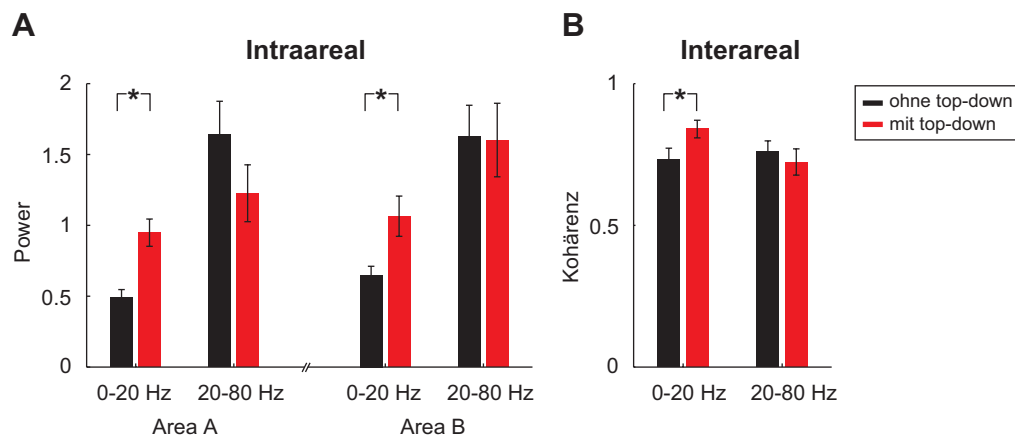 A
Intraareal
2
1.5
1
0.5
0
Power
*
*
0-20 Hz 20-80 Hz 0-20 Hz 20-80 Hz
Area A Area B
B
Interareal
1
0.5
0
Kohärenz
*
0-20 Hz 20-80 Hz
ohne top-down
mit top-down